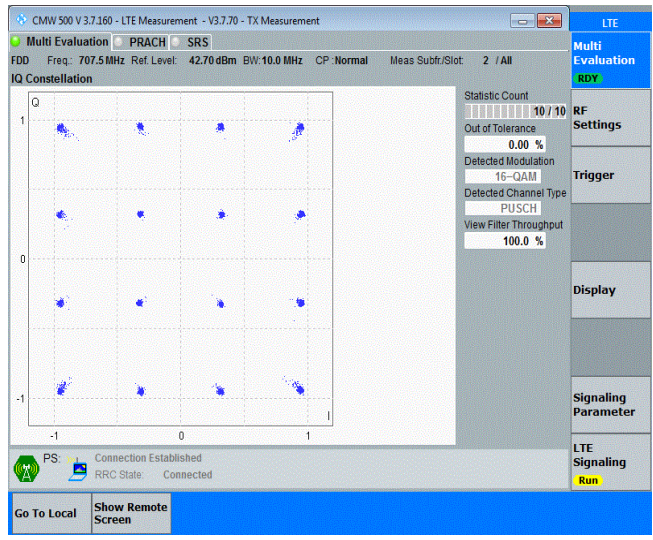 CMW 500 V 3.7.160 - LTE Measurement - V3.7.70 - TX Measurement
LTE
Multi Evaluation PRACH SRS
Multi
Evaluation
RDY
FDD Freq.: 707.5 MHz Ref. Level: 42.70 dBm BW: 10.0 MHz CP : Normal Meas Subfr./Slot: 2 / All
IQ Constellation
Q
1
0
-1
-1 0 1
I
Statistic Count
10 / 10
Out of Tolerance
0.00 %
Detected Modulation
16-QAM
Detected Channel Type
PUSCH
View Filter Throughput
100.0 %
RF
Settings
Trigger
Display
Signaling
Parameter
LTE
Signaling
Run
PS: Connection Established
RRC State: Connected
Go To Local
Show Remote
Screen